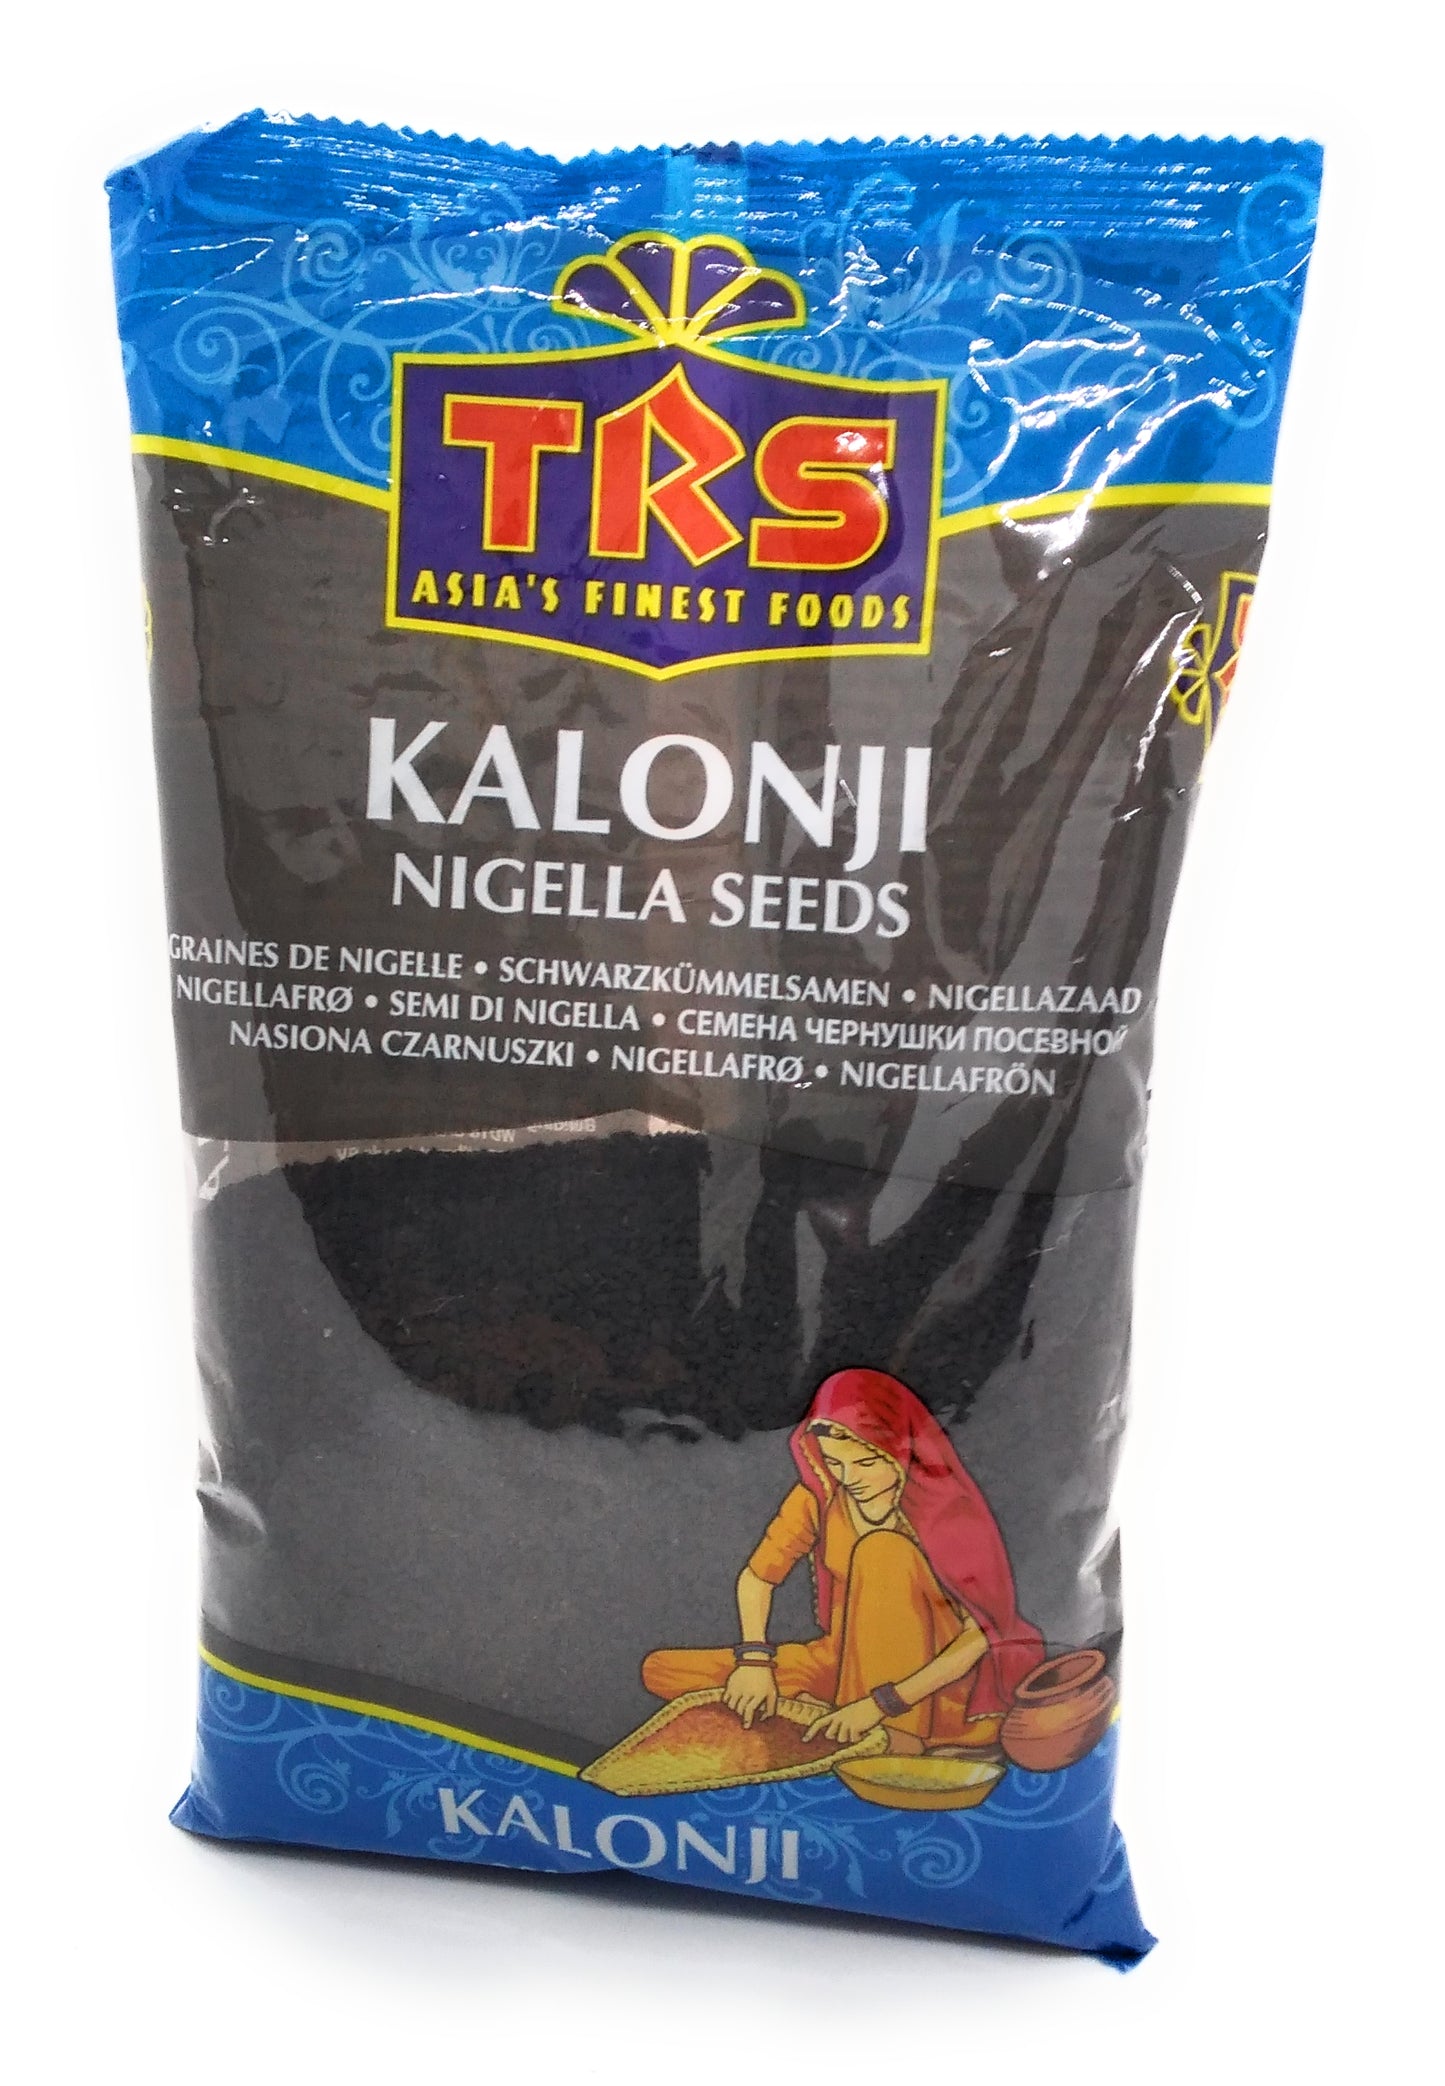 TRS
ASIA'S FINEST FOODS
KALONJI
NIGELLA SEEDS
GRAINES DE NIGELLE • SCHWARZKÜMMELSAMEN • NIGELLAZAAD
NIGELLAFRØ • SEMI DI NIGELLA • СЕМЕНА ЧЕРНУШКИ ПОСЕВНОЙ
NASIONA CZARNUSZKI • NIGELLAFRØ • NIGELLAFRÖN
KALONJI